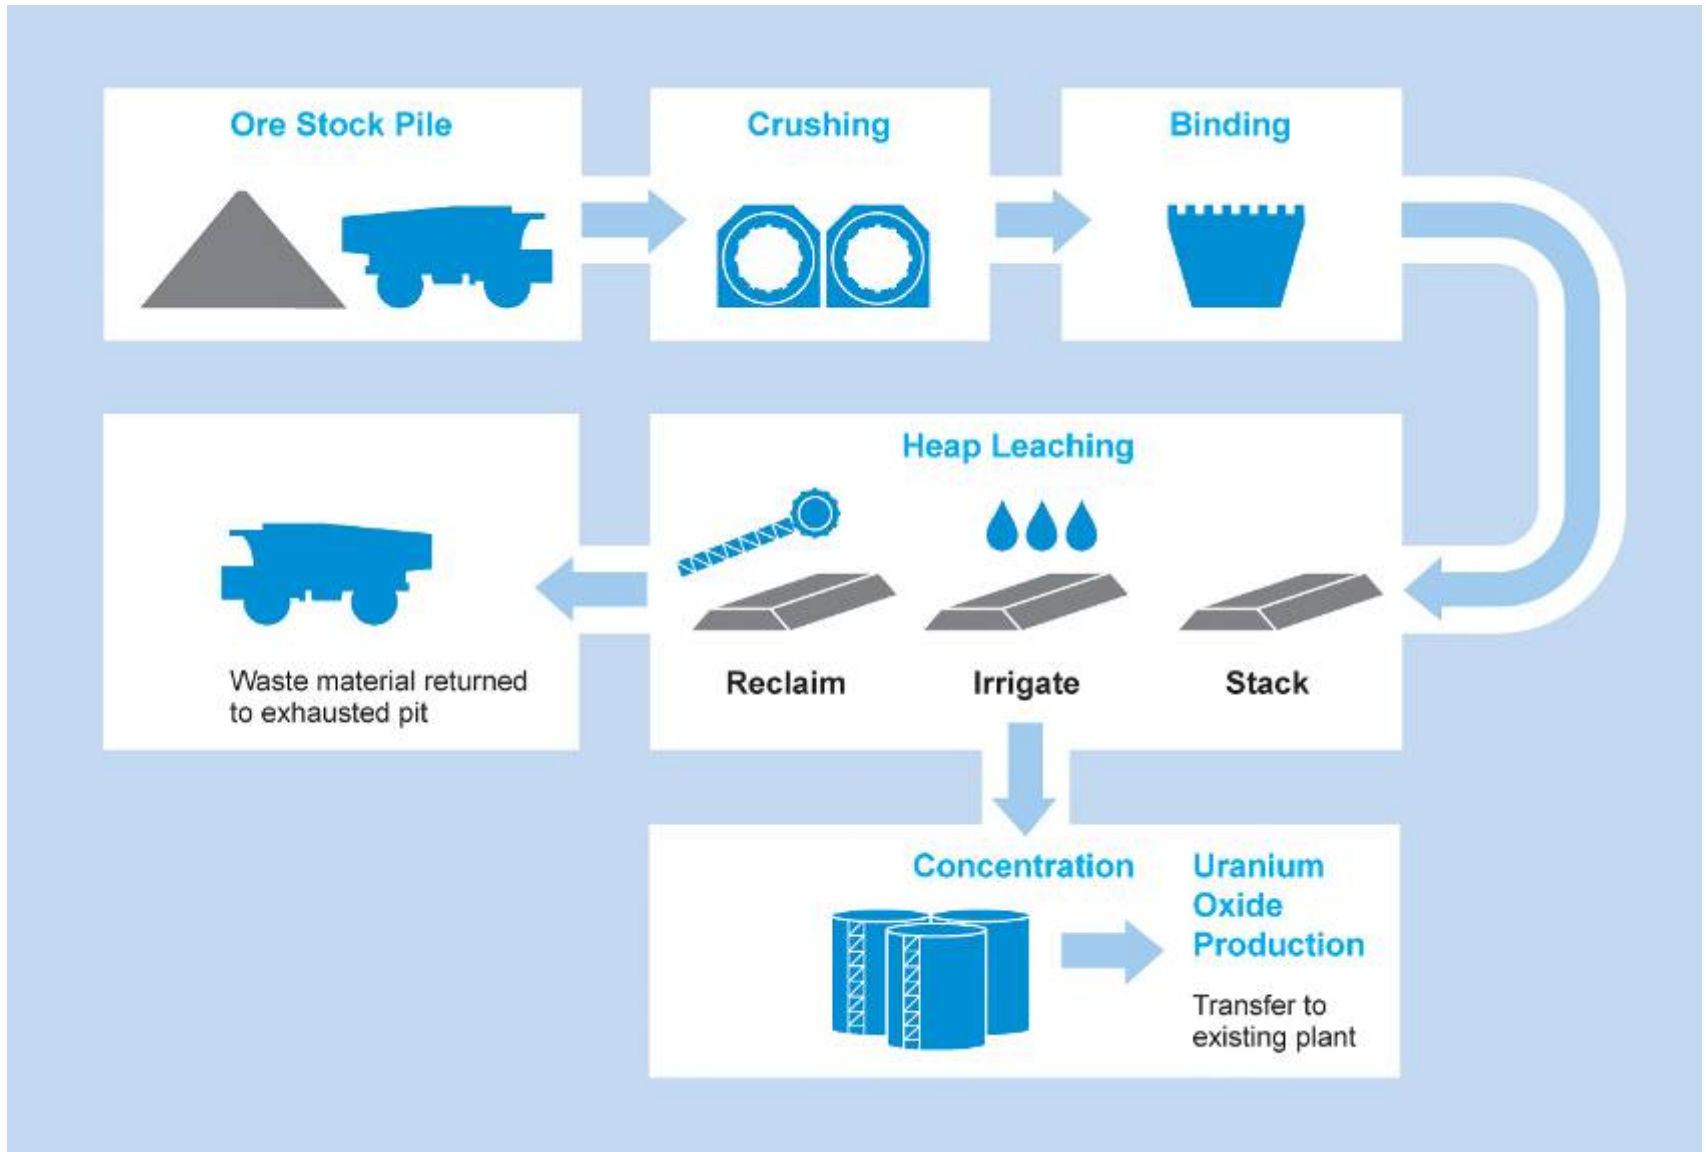 Ore Stock Pile
Crushing
Binding
Heap Leaching
Reclaim
Irrigate
Stack
Waste material returned
to exhausted pit
Concentration
Uranium
Oxide
Production
Transfer to
existing plant